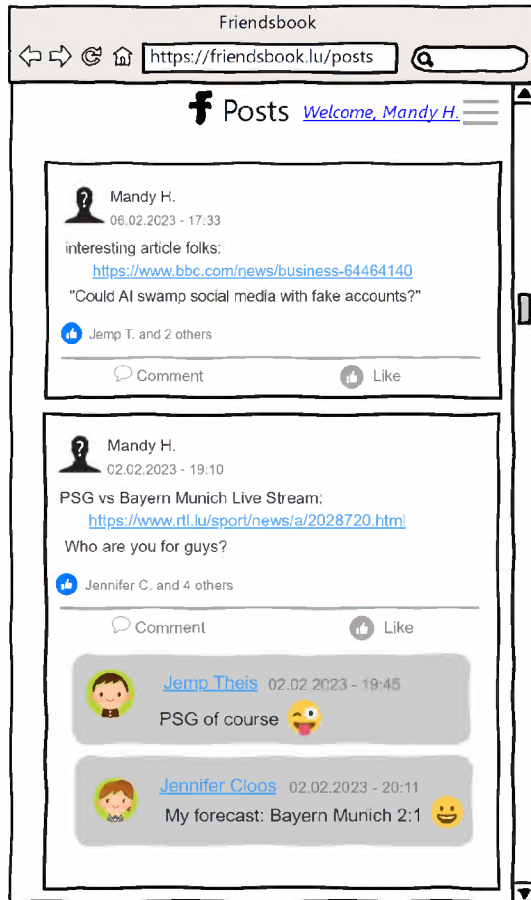 Friendsbook
https://friendsbook.lu/posts
f Posts Welcome, Mandy H.
Mandy H.
06.02.2023 - 17:33
interesting article folks:
https://www.bbc.com/news/business-64464140
"Could AI swamp social media with fake accounts?"
Jemp T. and 2 others
Comment Like
Mandy H.
02.02.2023 - 19:10
PSG vs Bayern Munich Live Stream:
https://www.rtl.lu/sport/news/a/2028720.html
Who are you for guys?
Jennifer C. and 4 others
Comment Like
Jemp Theis 02.02.2023 - 19:45
PSG of course 😜
Jennifer Cloos 02.02.2023 - 20:11
My forecast: Bayern Munich 2:1 😀